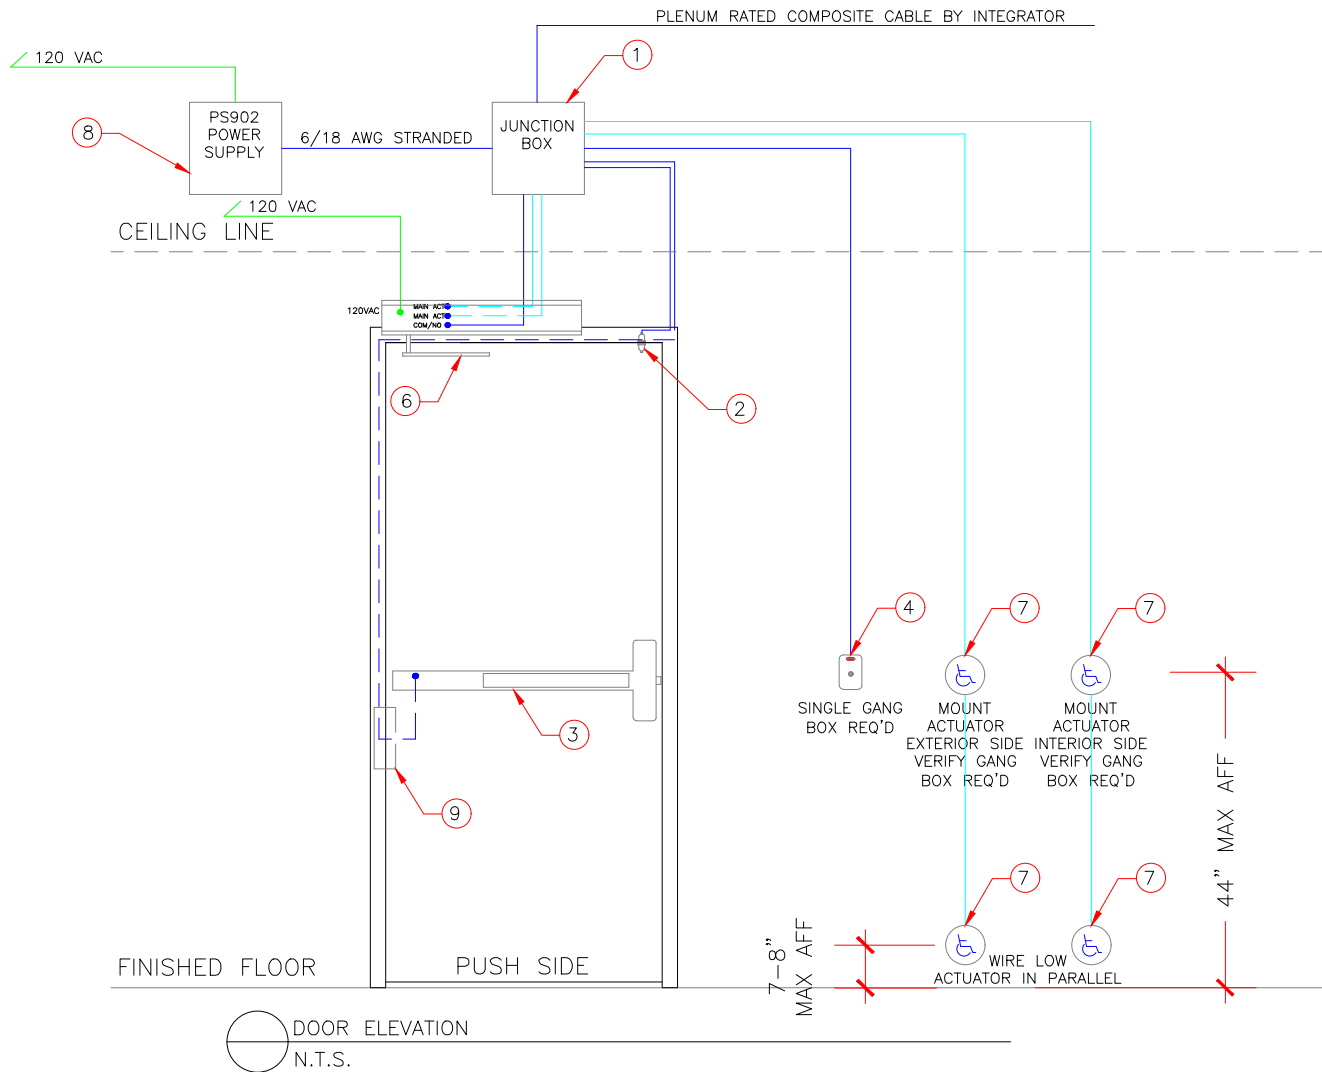 PLENUM RATED COMPOSITE CABLE BY INTEGRATOR
120 VAC
1
8
PS902
POWER
SUPPLY
6/18 AWG STRANDED
JUNCTION
BOX
120 VAC
CEILING LINE
120VAC
MAIN ACT
MAIN ACT
COM/NO
6
2
4
7
7
SINGLE GANG
BOX REQ'D
MOUNT
ACTUATOR
EXTERIOR SIDE
VERIFY GANG
BOX REQ'D
MOUNT
ACTUATOR
INTERIOR SIDE
VERIFY GANG
BOX REQ'D
3
9
44" MAX AFF
7
7
7-8"
MAX AFF
WIRE LOW
ACTUATOR IN PARALLEL
FINISHED FLOOR
PUSH SIDE
DOOR ELEVATION
N.T.S.